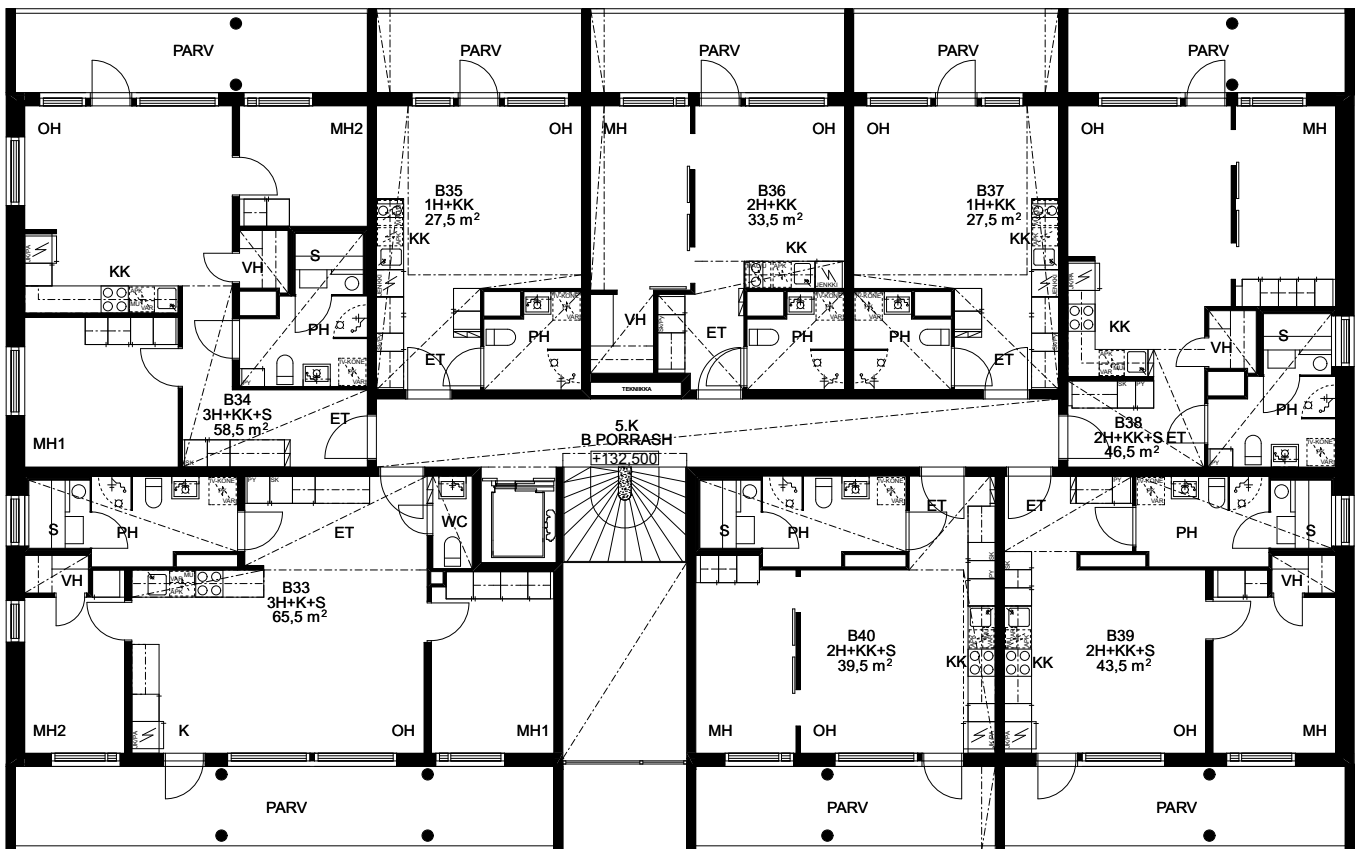 PARV
PARV
PARV
PARV
PARV
OH
MH2
OH
MH
OH
OH
OH
MH
B35
1H+KK
27,5 m²
B36
2H+KK
33,5 m²
B37
1H+KK
27,5 m²
KK
KK
KK
VH
S
KK
JENKKI
KK
VH
S
PH
VH
ET
PH
PH
ET
PH
ET
ET
TEKNIIKKA
PH
B34
3H+KK+S
58,5 m²
ET
MH1
5.K
B PORRASH
+132,500
B38
2H+KK+S
46,5 m²
ET
S
PH
ET
WC
S
PH
ET
ET
PH
S
VH
VH
B33
3H+K+S
65,5 m²
B40
2H+KK+S
39,5 m²
KK
KK
B39
2H+KK+S
43,5 m²
MH2
K
OH
MH1
MH
OH
OH
MH
PARV
PARV
PARV